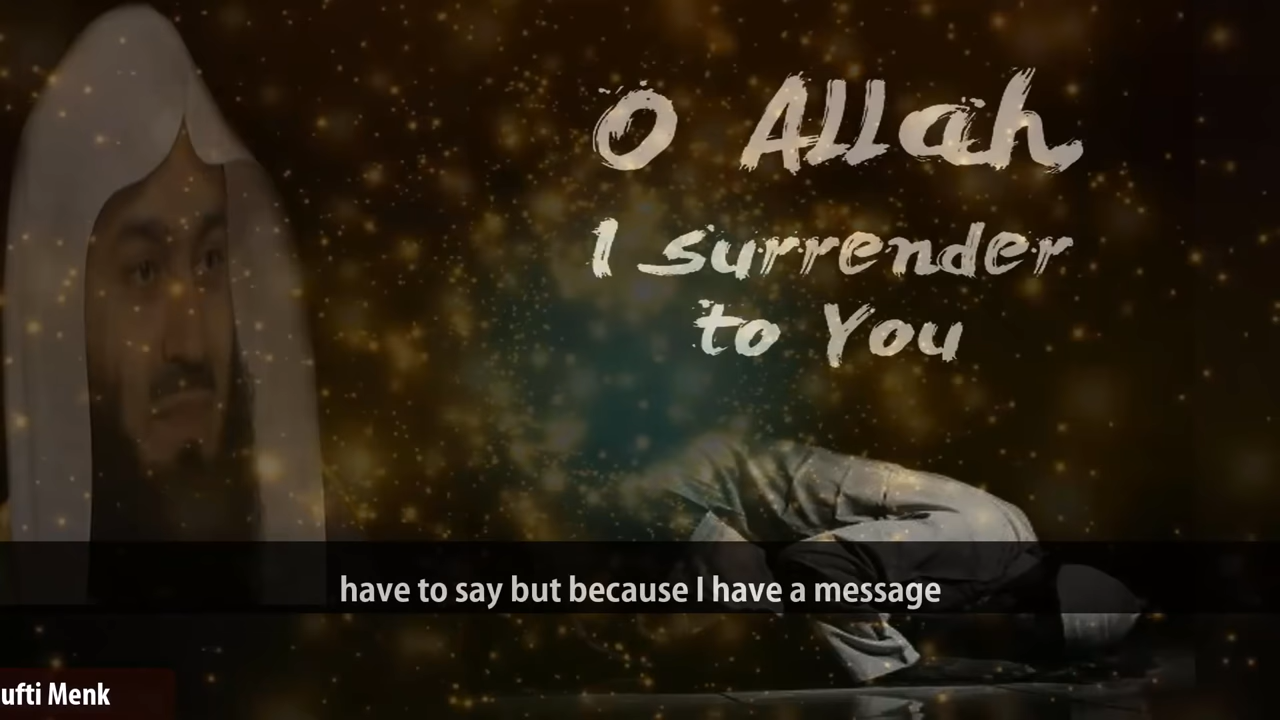 O Allah,
I surrender
to You
have to say but because I have a message
ufti Menk